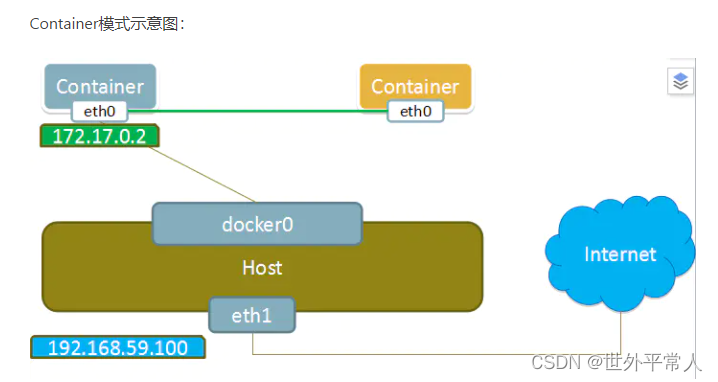 Container模式示意图：
Container
Container
eth0
eth0
172.17.0.2
docker0
Host
Internet
eth1
192.168.59.100
CSDN @世外平常人